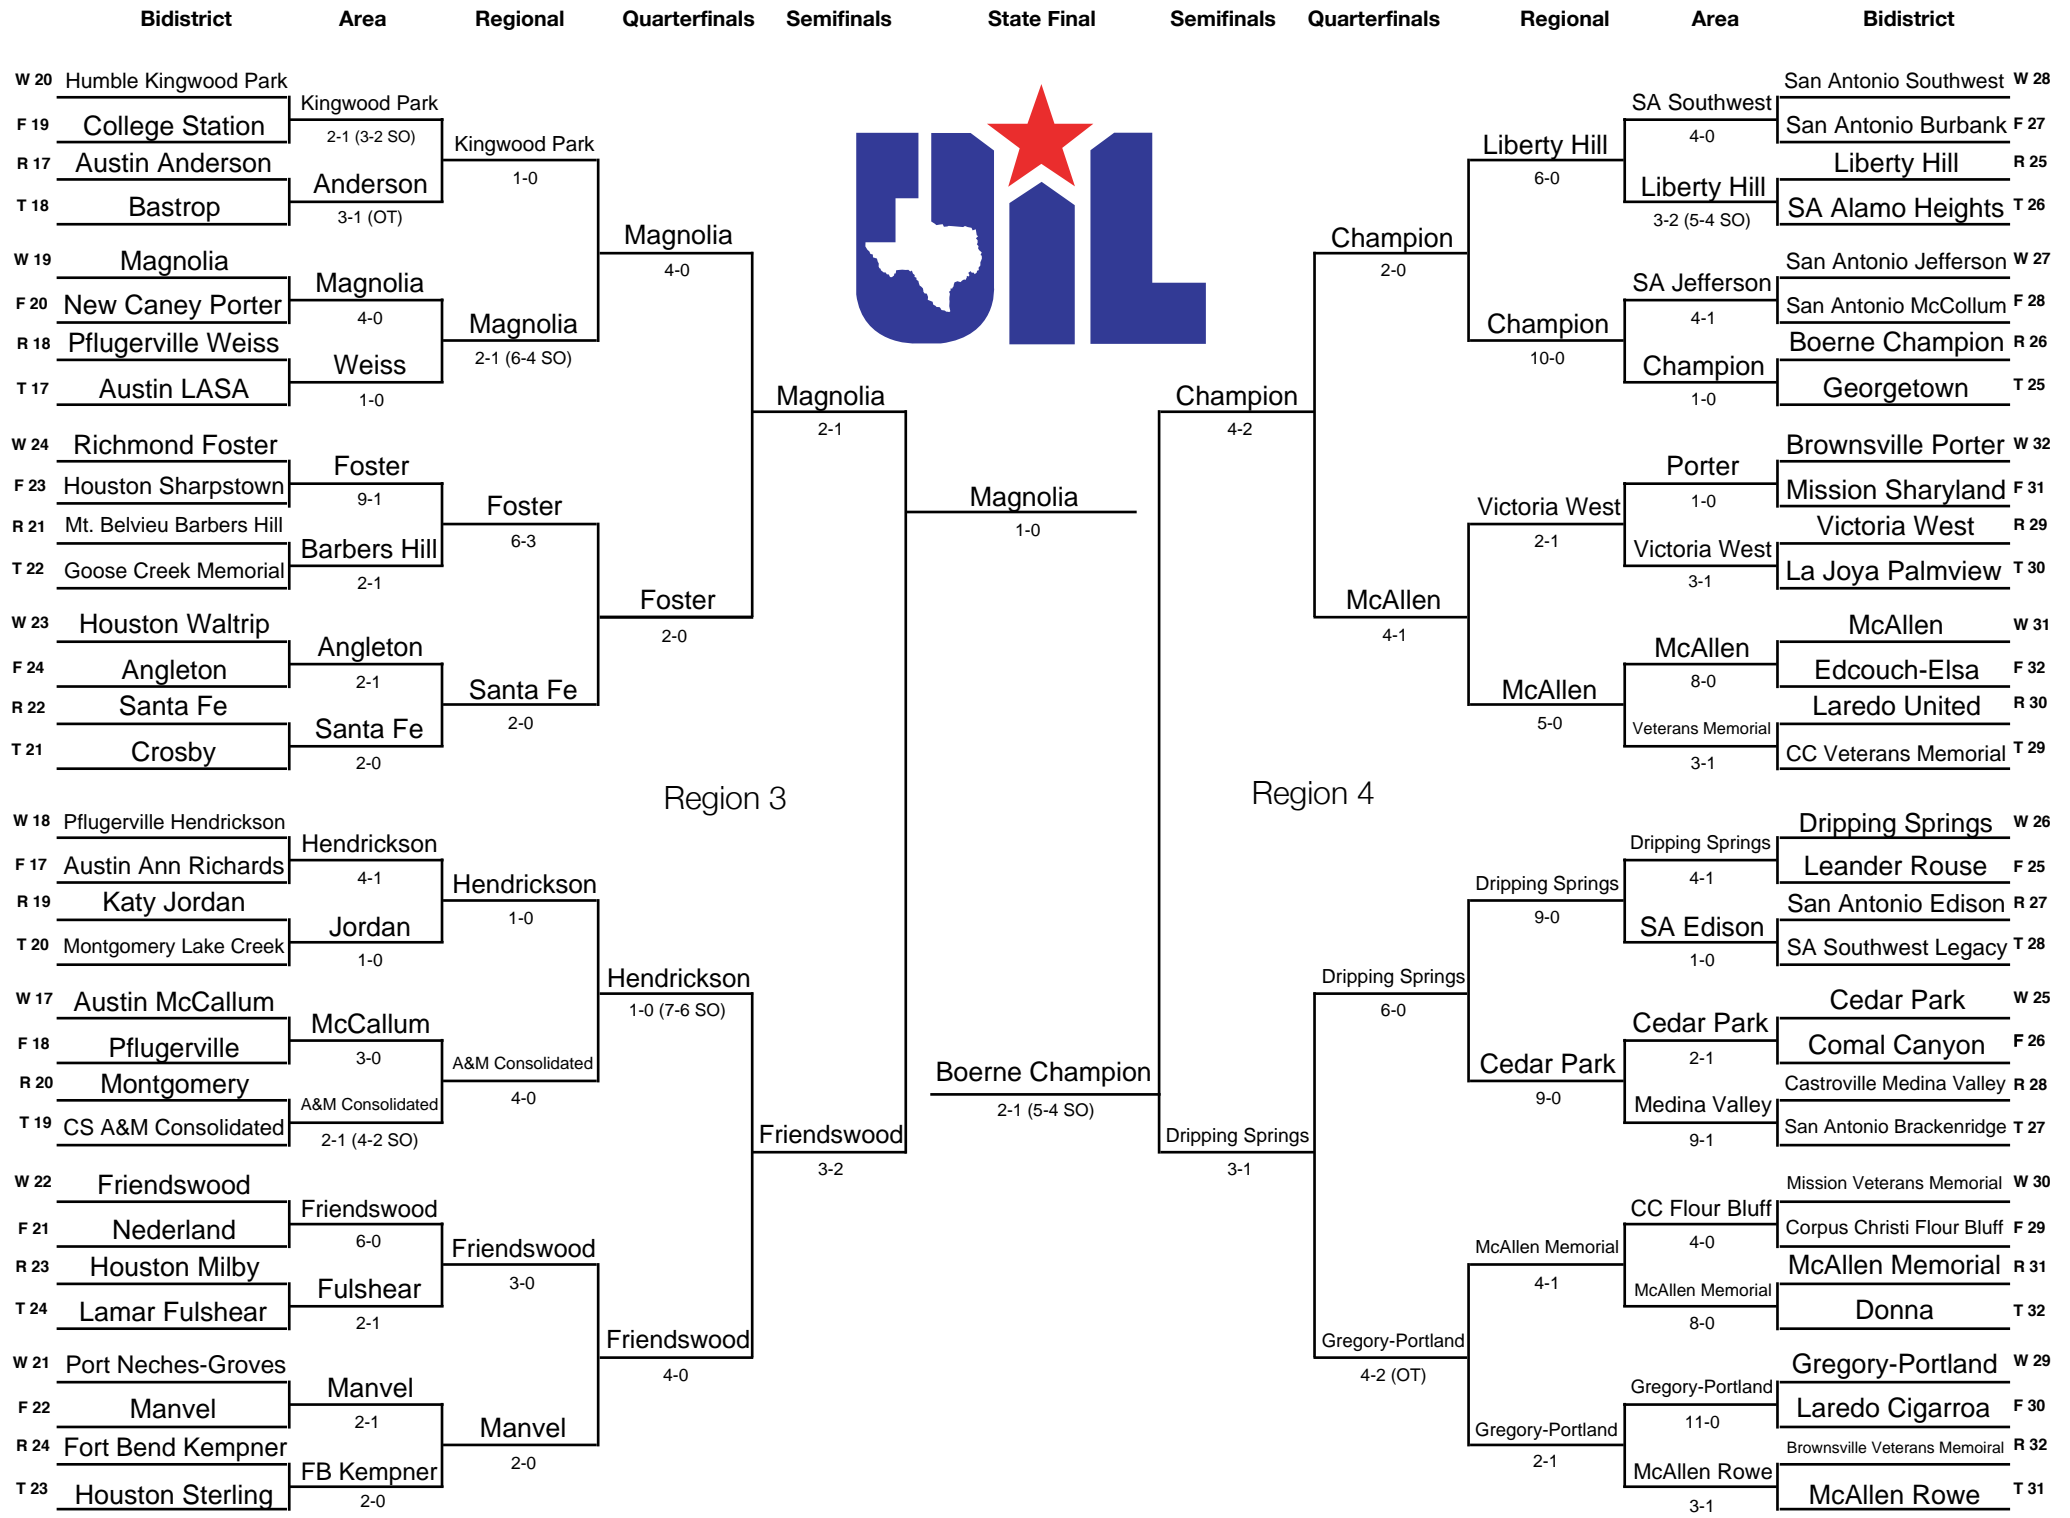 Bidistrict Area Regional Quarterfinals Semifinals State Final Semifinals Quarterfinals Regional Area Bidistrict
W 20 Humble Kingwood Park
Kingwood Park
F 19 College Station
2-1 (3-2 SO)
Kingwood Park
R 17 Austin Anderson
1-0
Anderson
T 18 Bastrop
3-1 (OT)
Magnolia
4-0
W 19 Magnolia
Magnolia
F 20 New Caney Porter
4-0
Magnolia
R 18 Pflugerville Weiss
2-1 (6-4 SO)
Weiss
T 17 Austin LASA
1-0
Magnolia
2-1
W 24 Richmond Foster
Foster
F 23 Houston Sharpstown
9-1
Foster
R 21 Mt. Belvieu Barbers Hill
6-3
Barbers Hill
T 22 Goose Creek Memorial
2-1
Foster
2-0
W 23 Houston Waltrip
Angleton
F 24 Angleton
2-1
Santa Fe
R 22 Santa Fe
2-0
Santa Fe
T 21 Crosby
2-0
Magnolia
1-0
Region 3
W 18 Pflugerville Hendrickson
Hendrickson
F 17 Austin Ann Richards
4-1
Hendrickson
R 19 Katy Jordan
1-0
Jordan
T 20 Montgomery Lake Creek
1-0
Hendrickson
1-0 (7-6 SO)
W 17 Austin McCallum
McCallum
F 18 Pflugerville
3-0
A&M Consolidated
R 20 Montgomery
4-0
A&M Consolidated
T 19 CS A&M Consolidated
2-1 (4-2 SO)
Friendswood
3-2
W 22 Friendswood
Friendswood
F 21 Nederland
6-0
Friendswood
R 23 Houston Milby
3-0
Fulshear
T 24 Lamar Fulshear
2-1
Friendswood
4-0
W 21 Port Neches-Groves
Manvel
F 22 Manvel
2-1
Manvel
R 24 Fort Bend Kempner
2-0
FB Kempner
T 23 Houston Sterling
2-0
UIL
San Antonio Southwest W 28
SA Southwest
San Antonio Burbank F 27
4-0
Liberty Hill
Liberty Hill R 25
6-0
Liberty Hill
SA Alamo Heights T 26
3-2 (5-4 SO)
Champion
2-0
San Antonio Jefferson W 27
SA Jefferson
San Antonio McCollum F 28
4-1
Champion
Boerne Champion R 26
10-0
Champion
Georgetown T 25
1-0
Champion
4-2
Brownsville Porter W 32
Porter
Mission Sharyland F 31
1-0
Victoria West
Victoria West R 29
2-1
Victoria West
La Joya Palmview T 30
3-1
McAllen
4-1
McAllen W 31
McAllen
Edcouch-Elsa F 32
8-0
McAllen
Laredo United R 30
5-0
Veterans Memorial
CC Veterans Memorial T 29
3-1
Region 4
Boerne Champion
2-1 (5-4 SO)
Dripping Springs W 26
Dripping Springs
Leander Rouse F 25
4-1
Dripping Springs
San Antonio Edison R 27
9-0
SA Edison
SA Southwest Legacy T 28
1-0
Dripping Springs
6-0
Cedar Park W 25
Cedar Park
Comal Canyon F 26
2-1
Cedar Park
Castroville Medina Valley R 28
9-0
Medina Valley
San Antonio Brackenridge T 27
9-1
Dripping Springs
3-1
Mission Veterans Memorial W 30
CC Flour Bluff
Corpus Christi Flour Bluff F 29
4-0
McAllen Memorial
McAllen Memorial R 31
4-1
McAllen Memorial
Donna T 32
8-0
Gregory-Portland
4-2 (OT)
Gregory-Portland W 29
Gregory-Portland
Laredo Cigarroa F 30
11-0
Gregory-Portland
Brownsville Veterans Memoiral R 32
2-1
McAllen Rowe
McAllen Rowe T 31
3-1